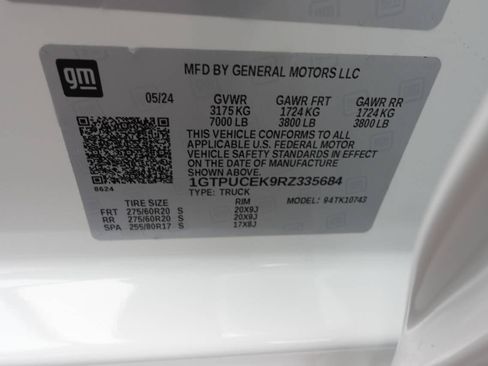 gm
MFD BY GENERAL MOTORS LLC
05/24 GVWR GAWR FRT GAWR RR
3175 KG 1724 KG 1724 KG
7000 LB 3800 LB 3800 LB
THIS VEHICLE CONFORMS TO ALL
APPLICABLE U.S. FEDERAL MOTOR
VEHICLE SAFETY STANDARDS IN
EFFECT ON THE DATE OF MANUFACTURE
SHOWN ABOVE.
1GTPUCEK9RZ335684
8624 TYPE: TRUCK MODEL: 94TK10743
TIRE SIZE RIM
FRT 275/60R20 S 20X9J
RR 275/60R20 S 20X9J
SPA 255/80R17 S 17X8J